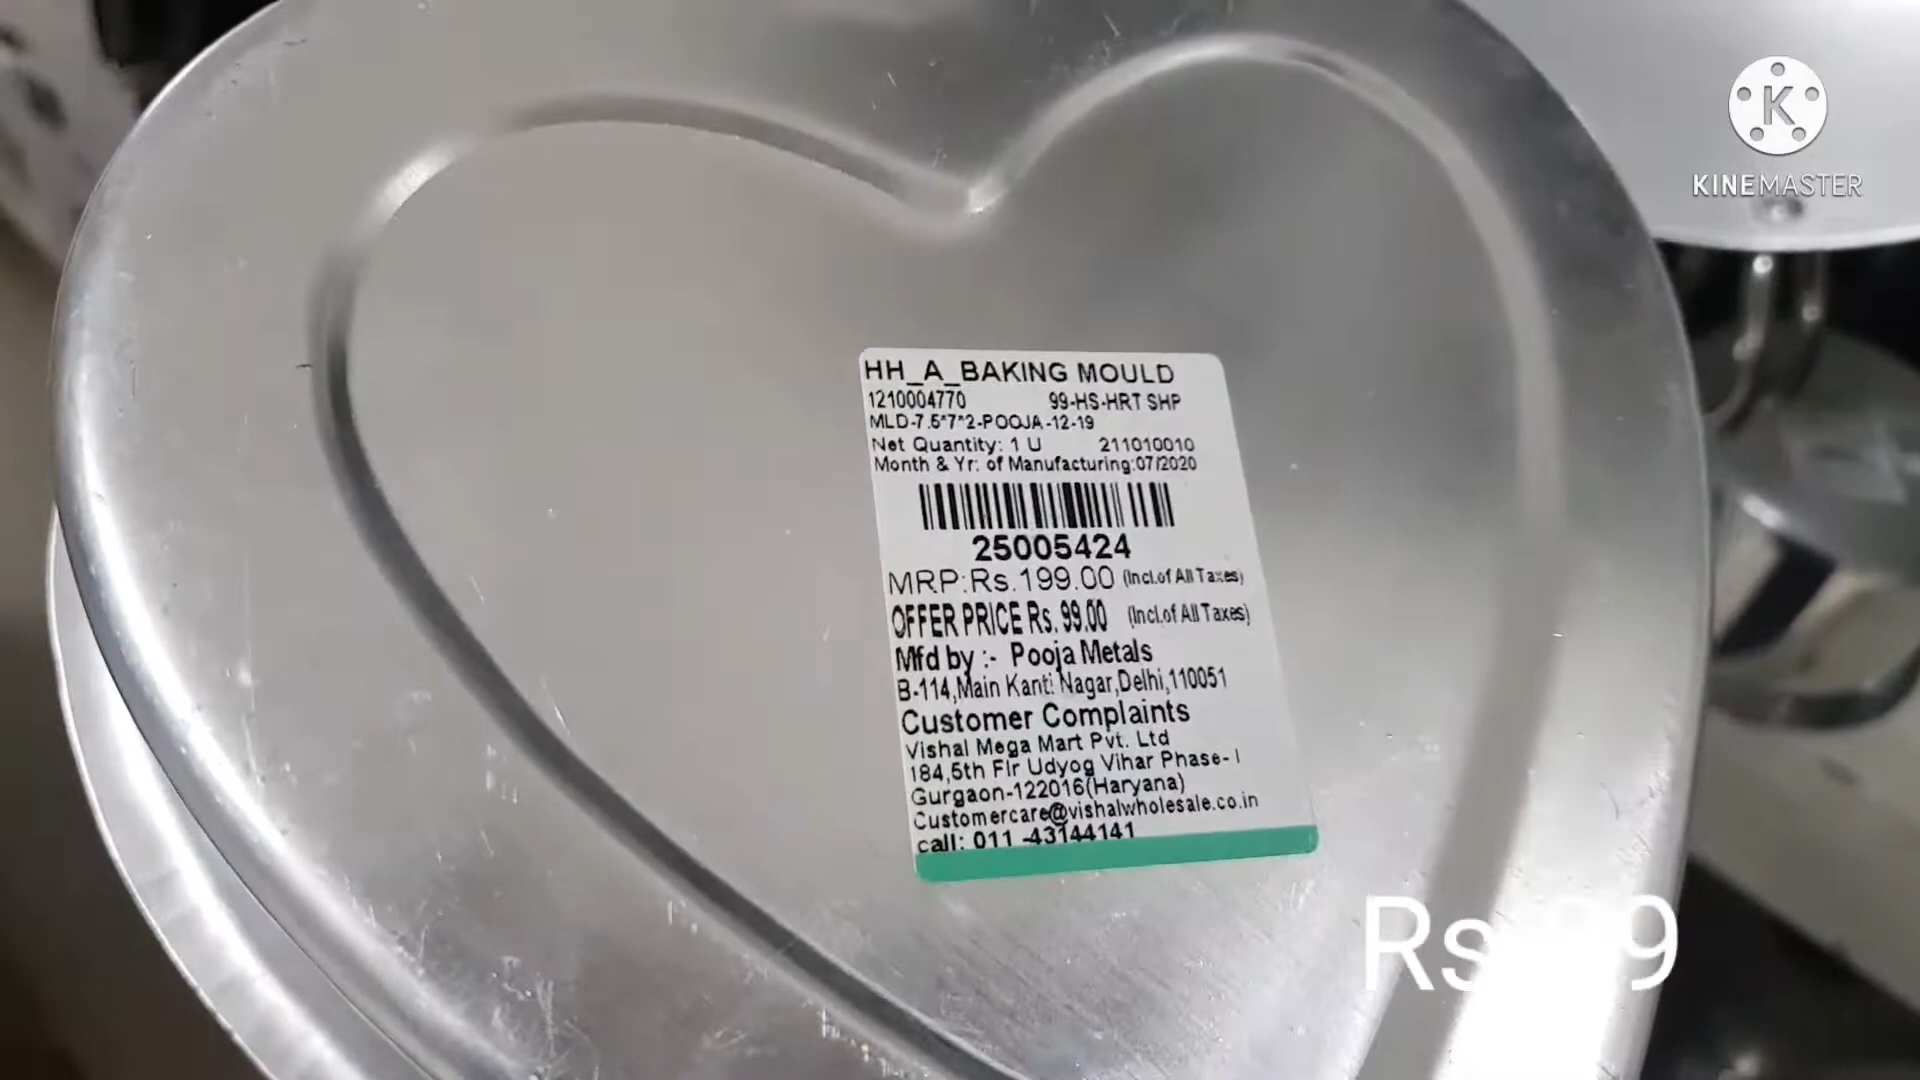 K
KINEMASTER
HH_A_BAKING MOULD
1210004770 99-HS-HRT SHP
MLD-7.5*7*2-POOJA-12-19
Net Quantity: 1 U 211010010
Month & Yr: of Manufacturing:07/2020
25005424
MRP:Rs.199.00 (Incl.of All Taxes)
OFFER PRICE Rs. 99.00 (Incl.of All Taxes)
Mfd by :- Pooja Metals
B-114,Main Kanti Nagar,Delhi,110051
Customer Complaints
Vishal Mega Mart Pvt. Ltd
184,5th Flr Udyog Vihar Phase-I
Gurgaon-122016(Haryana)
Customercare@vishalwholesale.co.in
call: 011-43144141
Rs